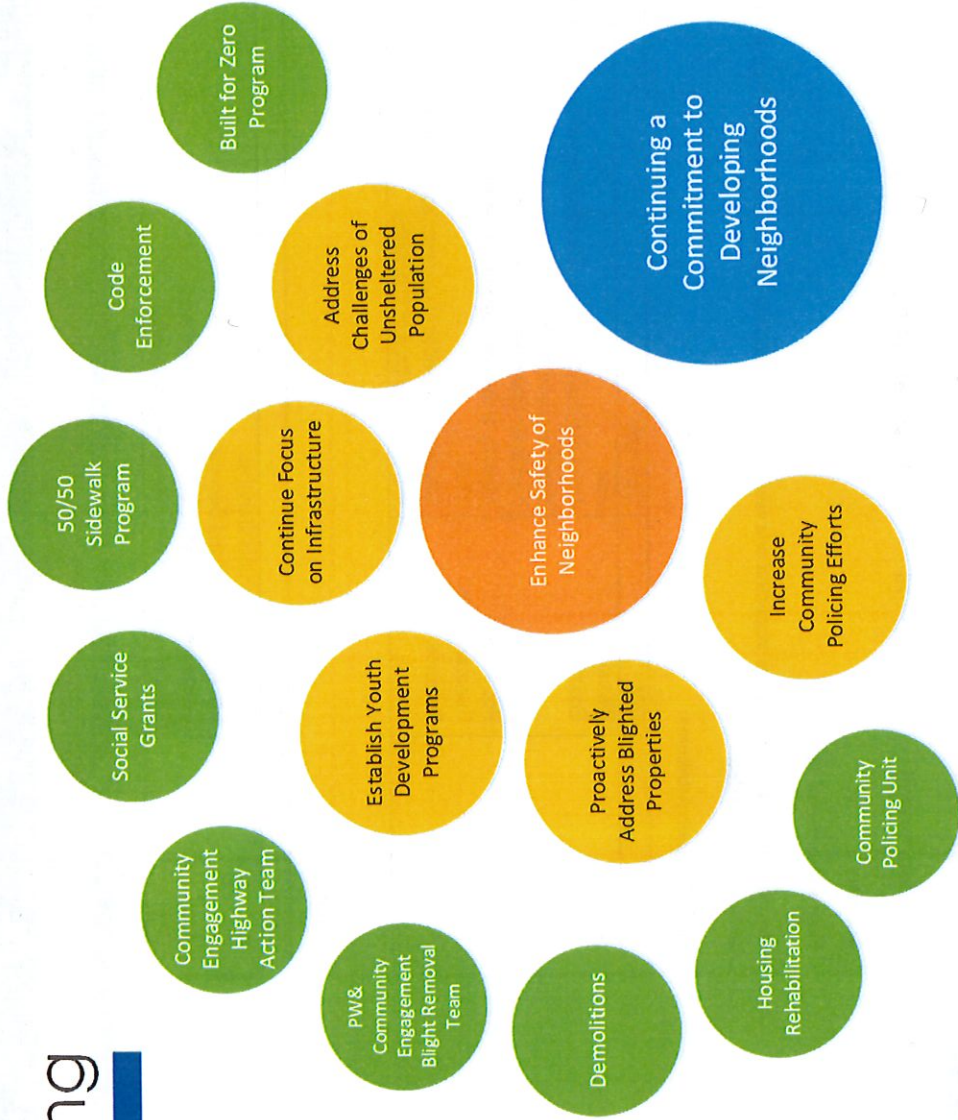 ng
50/50
Sidewalk
Program
Social Service
Grants
Code
Enforcement
Community
Engagement
Highway
Action Team
Built for Zero
Program
Continue Focus
on Infrastructure
PW&
Community
Engagement
Blight Removal
Team
Establish Youth
Development
Programs
Address
Challenges of
Unsheltered
Population
Enhance Safety of
Neighborhoods
Demolitions
Proactively
Address Blighted
Properties
Continuing a
Commitment to
Developing
Neighborhoods
Housing
Rehabilitation
Increase
Community
Policing Efforts
Community
Policing Unit